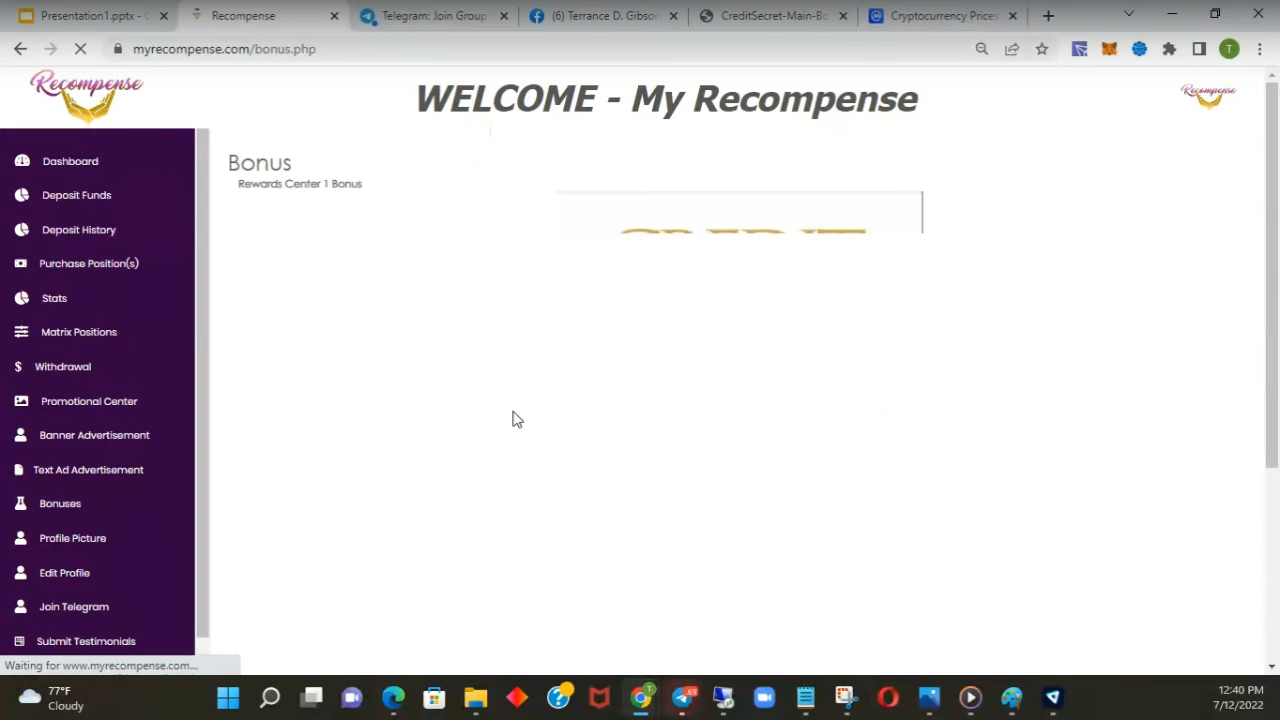 Presentation1.pptx - G
Recompense
Telegram: Join Group
(6) Terrance D. Gibson
CreditSecret-Main-Bo
Cryptocurrency Prices
myrecompense.com/bonus.php
T
Recompense
WELCOME - My Recompense
Recompense
Dashboard
Deposit Funds
Deposit History
Purchase Position(s)
Stats
Matrix Positions
Withdrawal
Promotional Center
Banner Advertisement
Text Ad Advertisement
Bonuses
Profile Picture
Edit Profile
Join Telegram
Submit Testimonials
Bonus
Rewards Center 1 Bonus
Waiting for www.myrecompense.com...
77°F
Cloudy
T
69
12:40 PM
7/12/2022